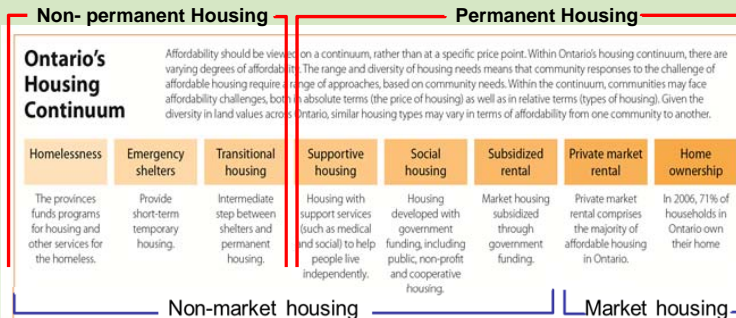 Non- permanent Housing
Permanent Housing
Ontario's
Housing
Continuum
Affordability should be viewed on a continuum, rather than at a specific price point. Within Ontario's housing continuum, there are
varying degrees of affordability. The range and diversity of housing needs means that community responses to the challenge of
affordable housing require a range of approaches, based on community needs. Within the continuum, communities may face
affordability challenges, both in absolute terms (the price of housing) as well as in relative terms (types of housing). Given the
diversity in land values across Ontario, similar housing types may vary in terms of affordability from one community to another.
Homelessness
The provinces
funds programs
for housing and
other services for
the homeless.
Emergency
shelters
Provide
short-term
temporary
housing.
Transitional
housing
Intermediate
step between
shelters and
permanent
housing.
Supportive
housing
Housing with
support services
(such as medical
and social) to help
people live
independently.
Social
housing
Housing
developed with
government
funding, including
public, non-profit
and cooperative
housing.
Subsidized
rental
Market housing
subsidized
through
government
funding.
Private market
rental
Private market
rental comprises
the majority of
affordable housing
in Ontario.
Home
ownership
In 2006, 71% of
households in
Ontario own
their home
Non-market housing
Market housing